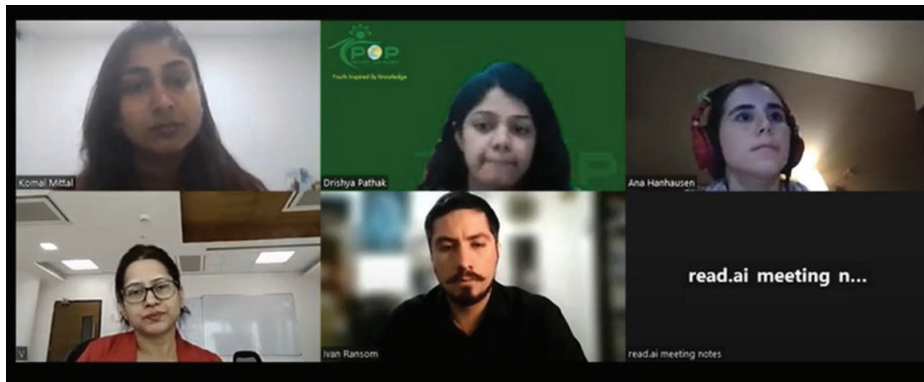 POP
Youth Inspired By Knowledge
Komal Mittal
Drishya Pathak
Ana Hanhausen
read.ai meeting n...
V
Ivan Ransom
read.ai meeting notes